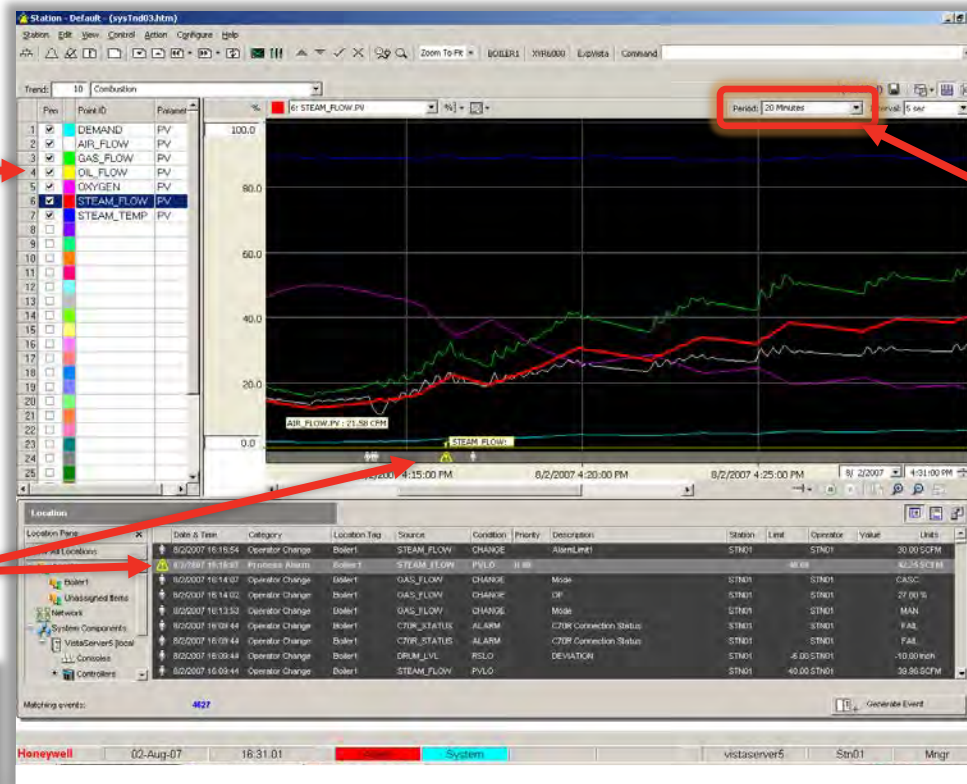 Station - Default - (sysTnd03.htm)
Station Edit View Control Action Configure Help
Zoom To Fit BOILER1 XYR6000 ExpVista Command
Trend: 10 Combustion
Pen Point ID Paramet
% 6: STEAM_FLOW.PV % Period: 20 Minutes Interval: 5 sec
1 DEMAND PV
2 AIR_FLOW PV
3 GAS_FLOW PV
4 OIL_FLOW PV
5 OXYGEN PV
6 STEAM_FLOW PV
7 STEAM_TEMP PV
8
9
10
11
12
13
14
15
16
17
18
19
20
21
22
23
24
25
100.0
80.0
60.0
40.0
20.0
0.0
AIR_FLOW.PV : 21.58 CFM
STEAM_FLOW:
4:15:00 PM 8/2/2007 4:20:00 PM 8/2/2007 4:25:00 PM 8/ 2/2007 4:31:00 PM
Location
Location Pane × Date & Time Category Location Tag Source Condition Priority Description Station Limit Operator Value Units
All Locations
Boiler1
Unassigned Items
Network
System Components
VistaServer5 [local
Consoles
Controllers
8/2/2007 16:16:54 Operator Change Boiler1 STEAM_FLOW CHANGE AlarmLimit1 STN01 STN01 30.00 SCFM
Process Alarm Boiler1 STEAM_FLOW PVLO
8/2/2007 16:14:07 Operator Change Boiler1 GAS_FLOW CHANGE Mode STN01 STN01 CASC
8/2/2007 16:14:02 Operator Change Boiler1 GAS_FLOW CHANGE OP STN01 STN01 27.60 %
8/2/2007 16:13:53 Operator Change Boiler1 GAS_FLOW CHANGE Mode STN01 STN01 MAN
8/2/2007 16:09:44 Operator Change Boiler1 C70R_STATUS ALARM C70R Connection Status STN01 STN01 FAIL
8/2/2007 16:09:44 Operator Change Boiler1 C76R_STATUS ALARM C76R Connection Status STN01 STN01 FAIL
8/2/2007 16:09:44 Operator Change Boiler1 DRUM_LVL RSLO DEVIATION STN01 -5.00 STN01 -10.00 inch
8/2/2007 16:09:44 Operator Change Boiler1 STEAM_FLOW PVLO STN01 40.00 STN01 39.96 SCFM
Matching events: 4627 Generate Event
Honeywell 02-Aug-07 16:31:01 System vistaserver5 Stn01 Mngr